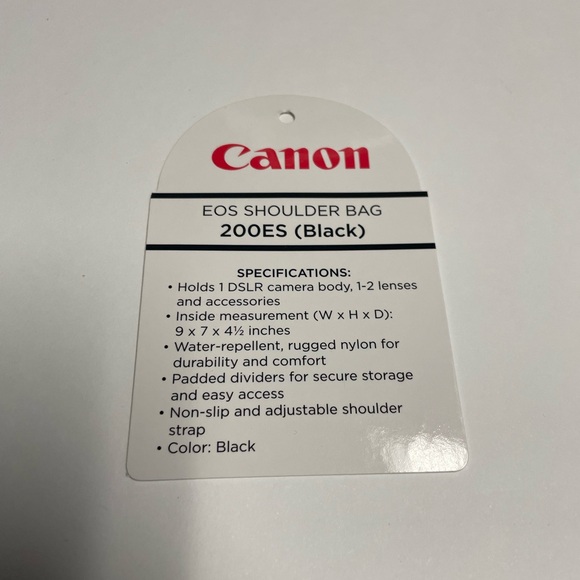 Canon
EOS SHOULDER BAG
200ES (Black)
SPECIFICATIONS:
• Holds 1 DSLR camera body, 1-2 lenses
and accessories
• Inside measurement (W x H x D):
9 x 7 x 4½ inches
• Water-repellent, rugged nylon for
durability and comfort
• Padded dividers for secure storage
and easy access
• Non-slip and adjustable shoulder
strap
• Color: Black